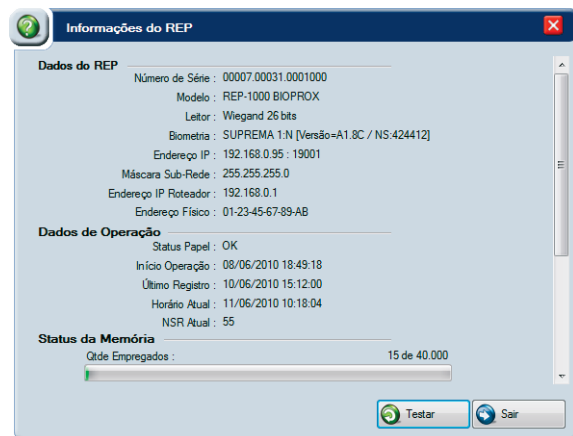 Informações do REP
Dados do REP
Número de Série : 00007.00031.0001000
Modelo : REP-1000 BIOPROX
Leitor : Wiegand 26 bits
Biometria : SUPREMA 1:N [Versão=A1.8C / NS:424412]
Endereço IP : 192.168.0.95 : 19001
Máscara Sub-Rede : 255.255.255.0
Endereço IP Roteador : 192.168.0.1
Endereço Físico : 01-23-45-67-89-AB
Dados de Operação
Status Papel : OK
Início Operação : 08/06/2010 18:49:18
Último Registro : 10/06/2010 15:12:00
Horário Atual : 11/06/2010 10:18:04
NSR Atual : 55
Status da Memória
Qtde Empregados : 15 de 40.000
Testar Sair